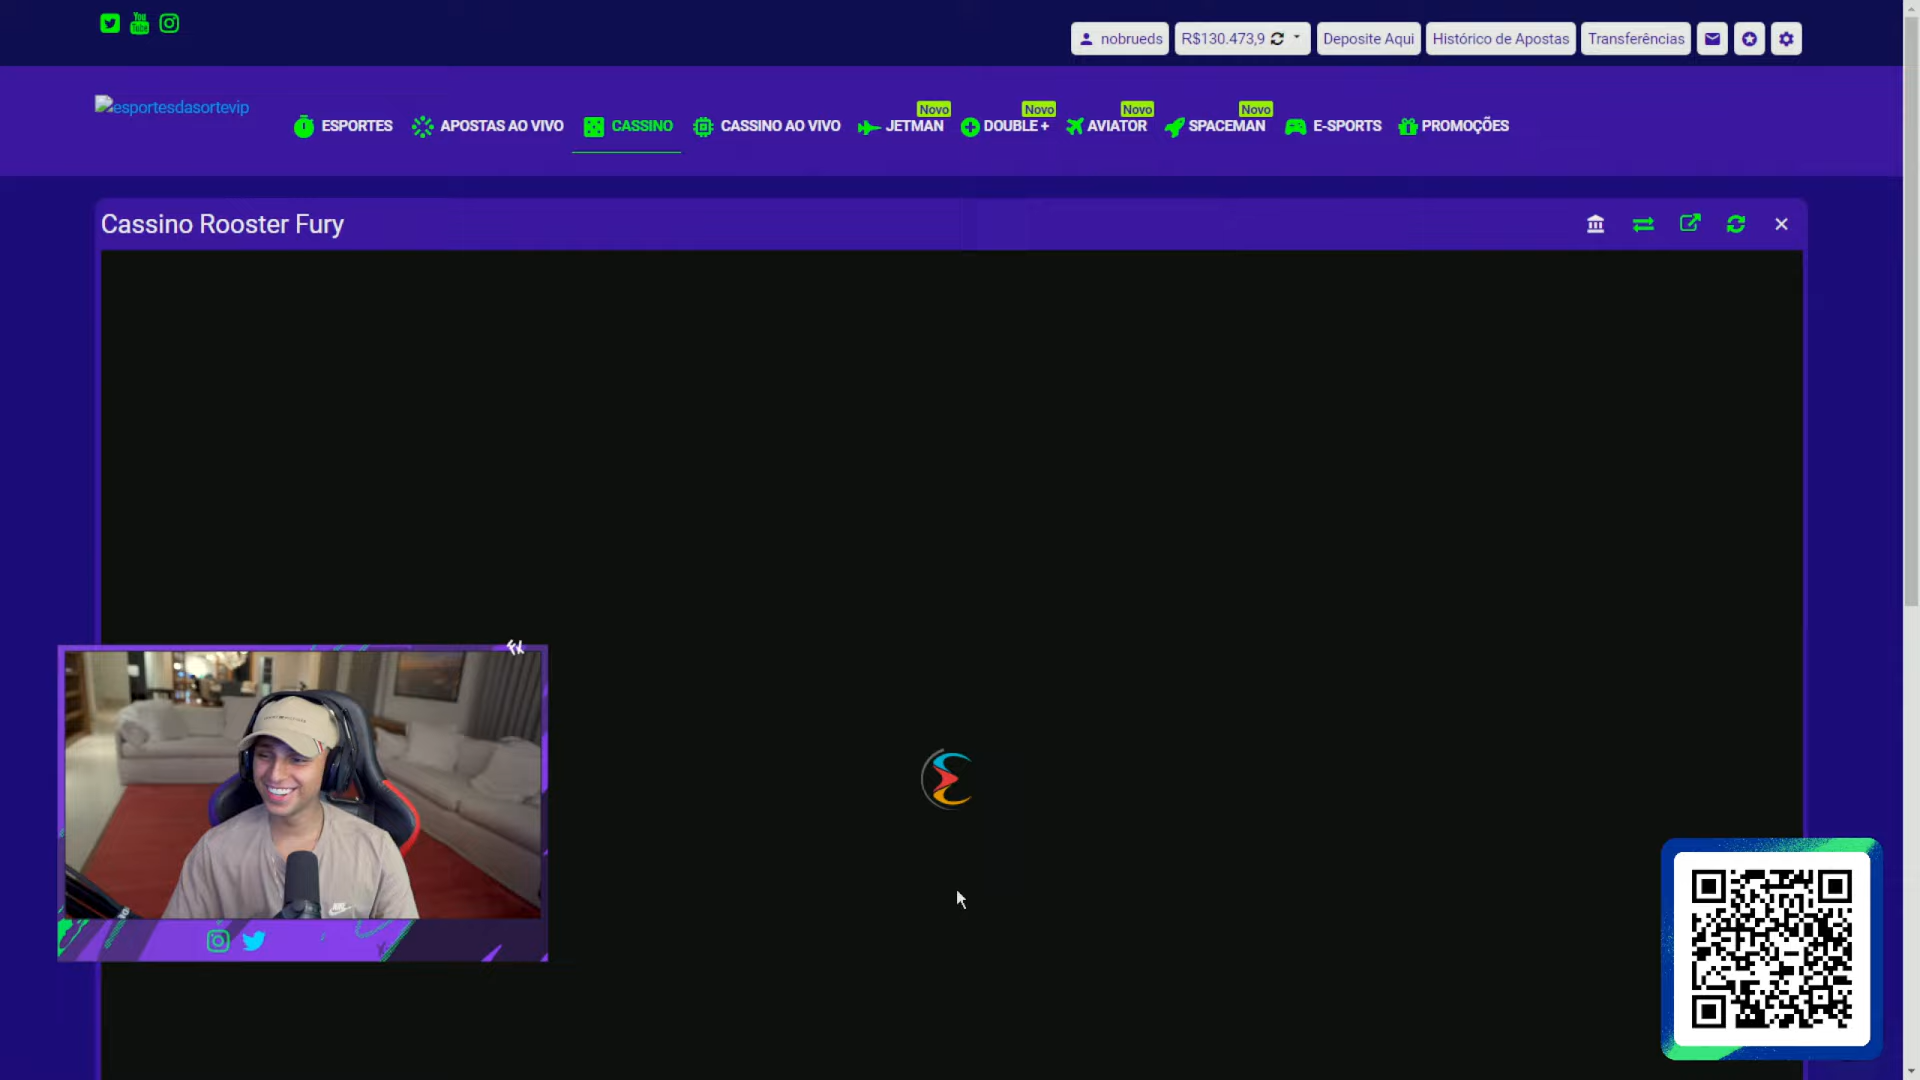 nobrueds
R$130.473,9
Deposite Aqui
Histórico de Apostas
Transferências
esportesdasortevip
ESPORTES
APOSTAS AO VIVO
CASSINO
CASSINO AO VIVO
Novo
JETMAN
Novo
DOUBLE +
Novo
AVIATOR
Novo
SPACEMAN
E-SPORTS
PROMOÇÕES
Cassino Rooster Fury